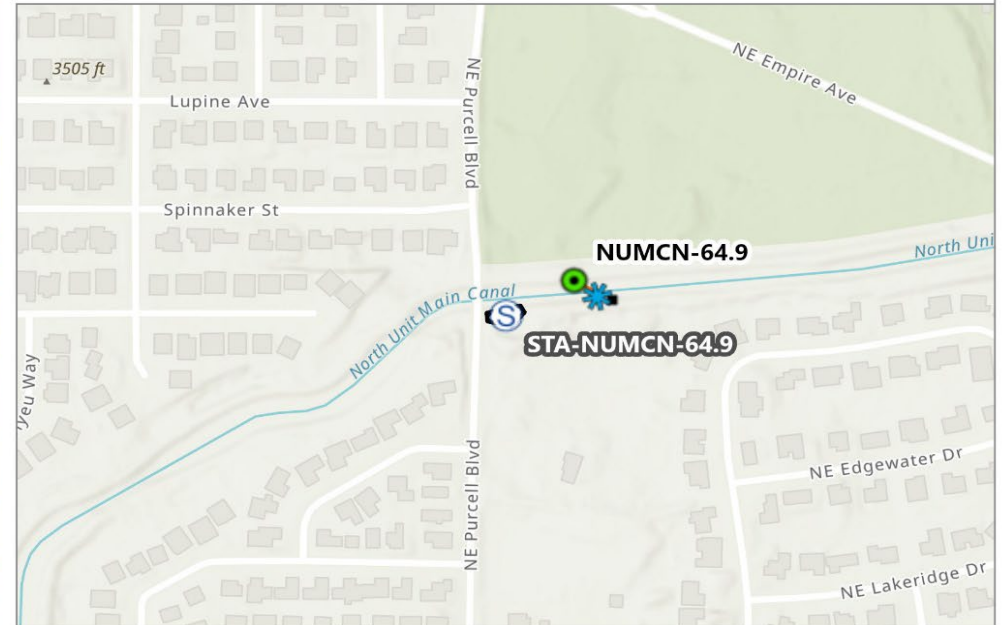 NE Empire Ave
3505 ft
Lupine Ave
NE Purcell Blvd
Spinnaker St
North Uni
NUMCN-64.9
North Unit Main Canal
S
STA-NUMCN-64.9
yeu Way
NE Purcell Blvd
NE Edgewater Dr
NE Lakeridge Dr